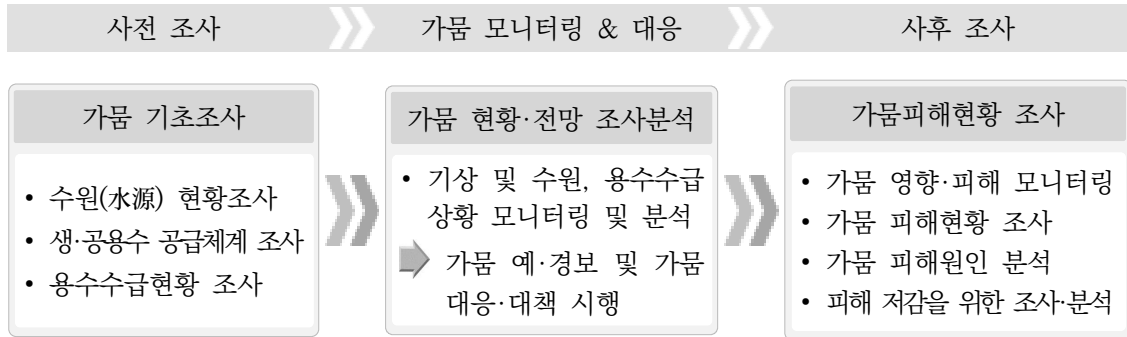 사전 조사
가뭄 모니터링 & 대응
사후 조사
가뭄 기초조사
• 수원(水源) 현황조사
• 생·공용수 공급체계 조사
• 용수수급현황 조사
가뭄 현황·전망 조사분석
• 기상 및 수원, 용수수급
상황 모니터링 및 분석
가뭄 예·경보 및 가뭄
대응·대책 시행
가뭄피해현황 조사
• 가뭄 영향·피해 모니터링
• 가뭄 피해현황 조사
• 가뭄 피해원인 분석
• 피해 저감을 위한 조사·분석